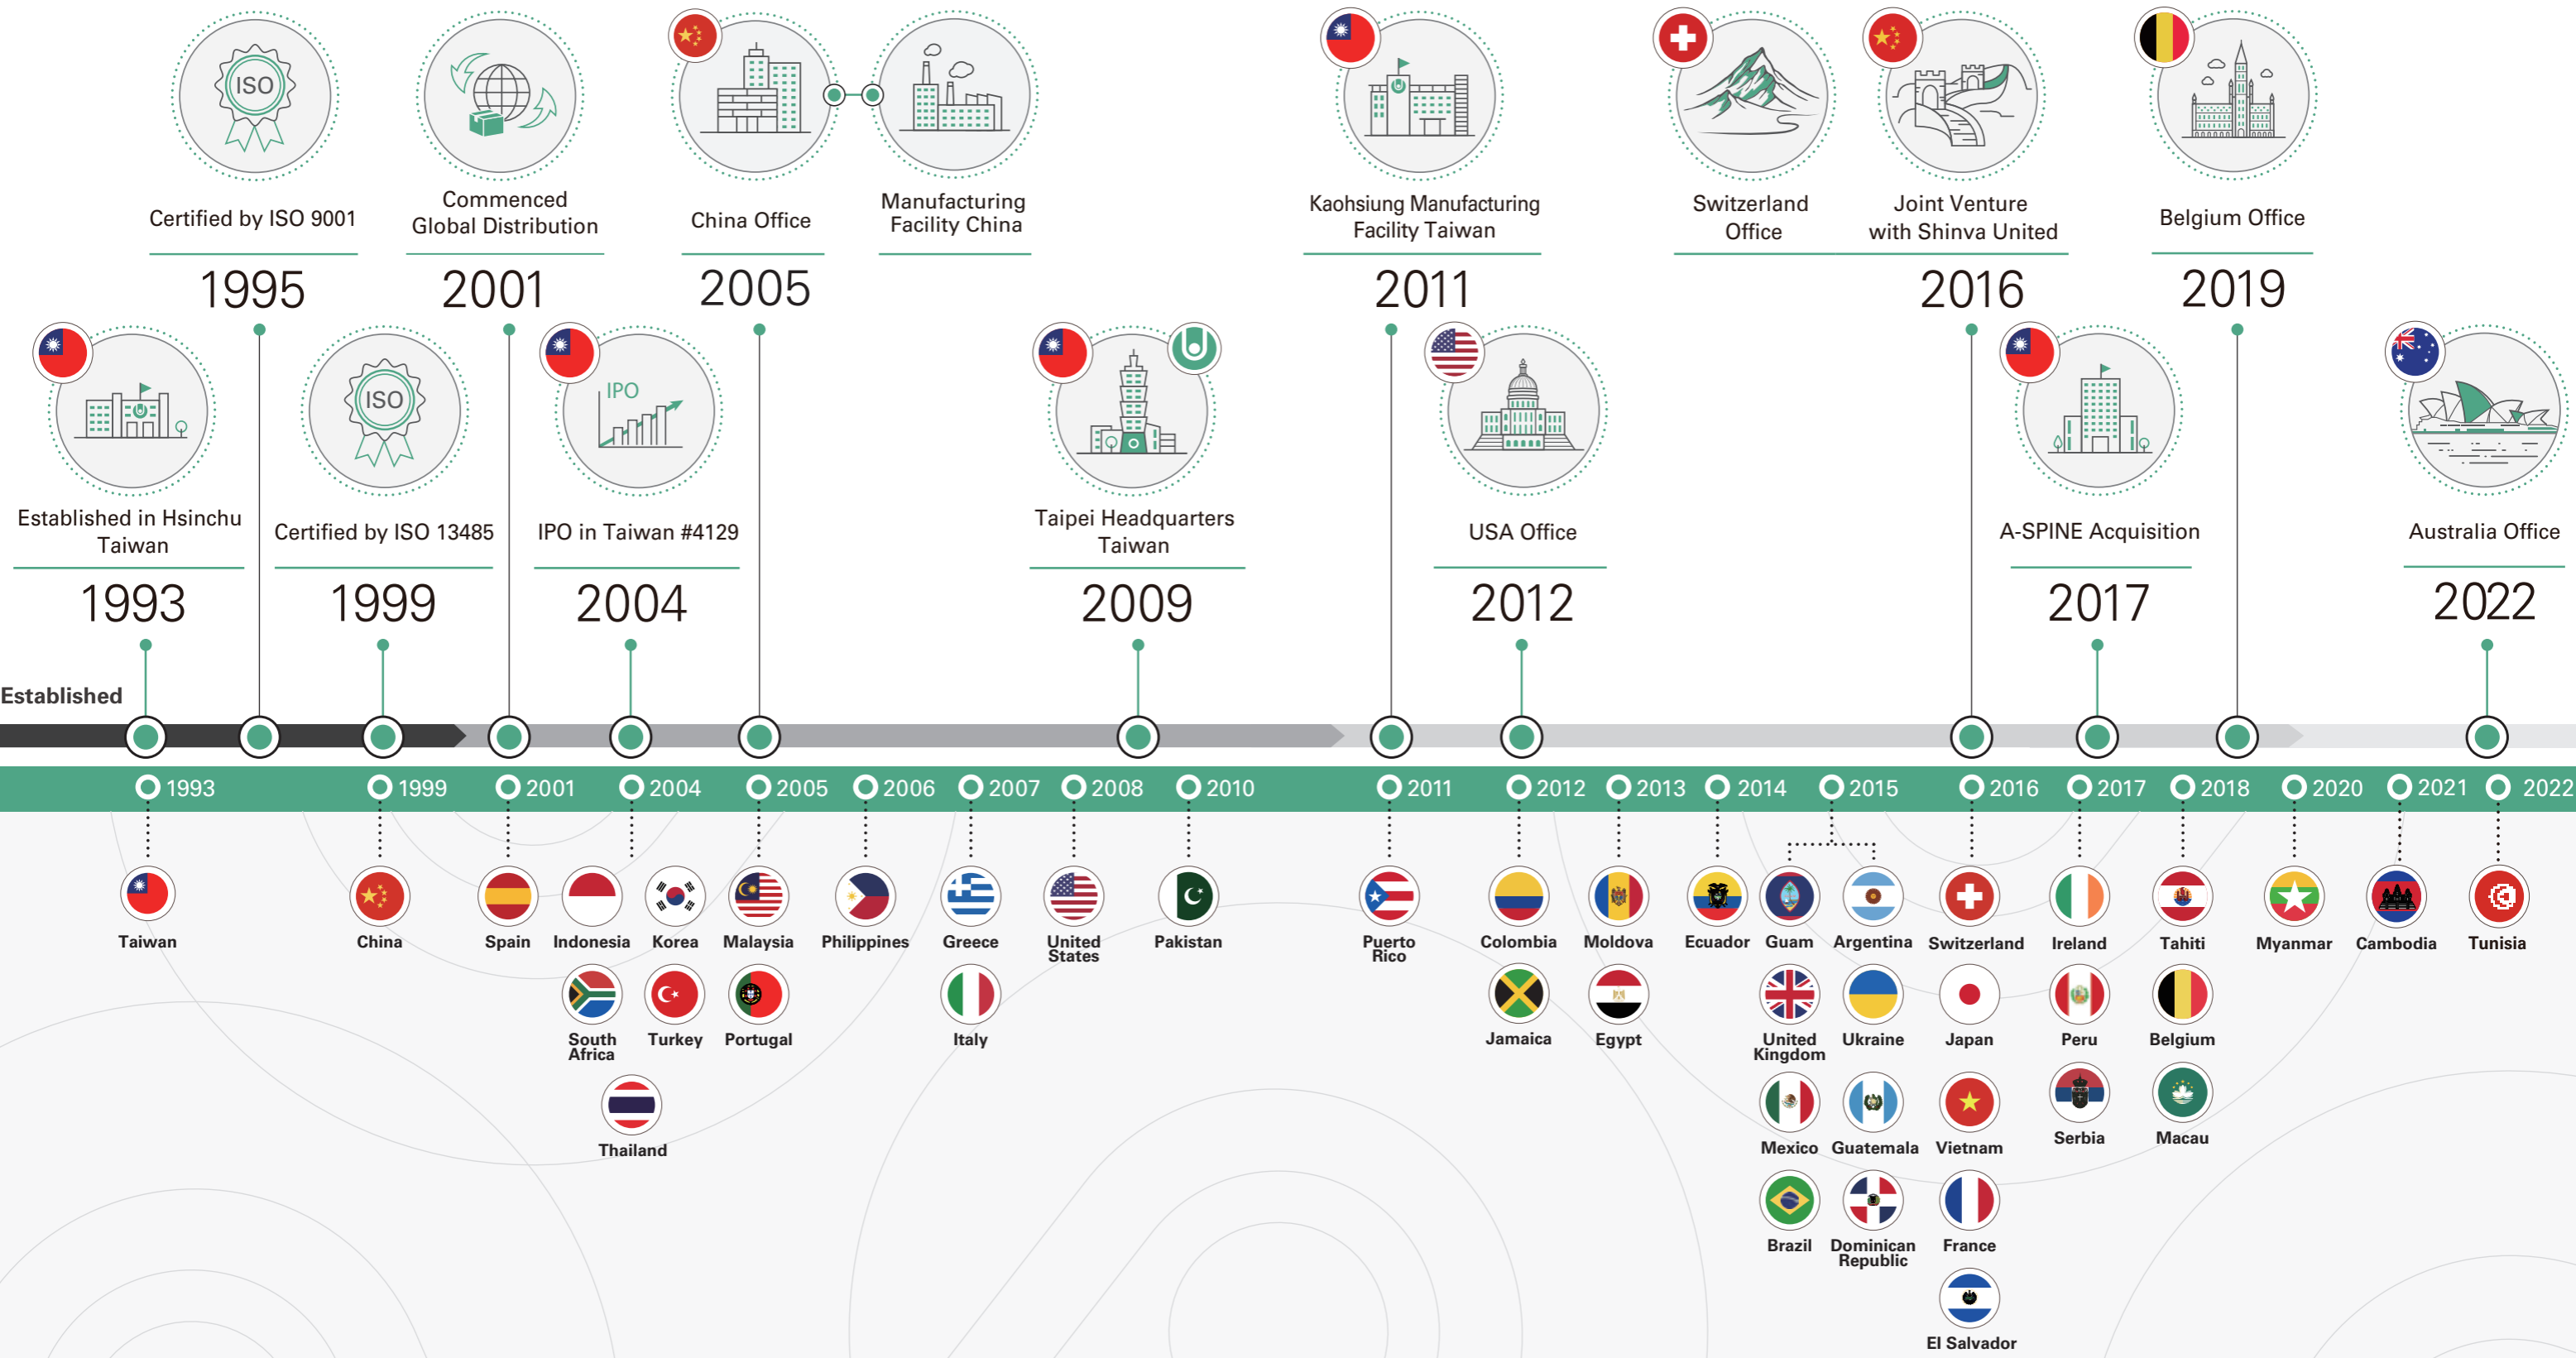 ISO
Certified by ISO 9001
1995
Commenced
Global Distribution
2001
China Office
2005
Manufacturing
Facility China
Kaohsiung Manufacturing
Facility Taiwan
2011
Switzerland
Office
Joint Venture
with Shinva United
2016
Belgium Office
2019
Established in Hsinchu
Taiwan
1993
ISO
Certified by ISO 13485
1999
IPO
IPO in Taiwan #4129
2004
Taipei Headquarters
Taiwan
2009
USA Office
2012
A-SPINE Acquisition
2017
Australia Office
2022
Established
1993
1999
2001
2004
2005
2006
2007
2008
2010
2011
2012
2013
2014
2015
2016
2017
2018
2020
2021
2022
Taiwan
China
Spain
Indonesia
Korea
Malaysia
Philippines
Greece
United
States
Pakistan
Puerto
Rico
Colombia
Moldova
Ecuador
Guam
Argentina
Switzerland
Ireland
Tahiti
Myanmar
Cambodia
Tunisia
South
Africa
Turkey
Portugal
Italy
Jamaica
Egypt
United
Kingdom
Ukraine
Japan
Peru
Belgium
Thailand
Mexico
Guatemala
Vietnam
Serbia
Macau
Brazil
Dominican
Republic
France
El Salvador